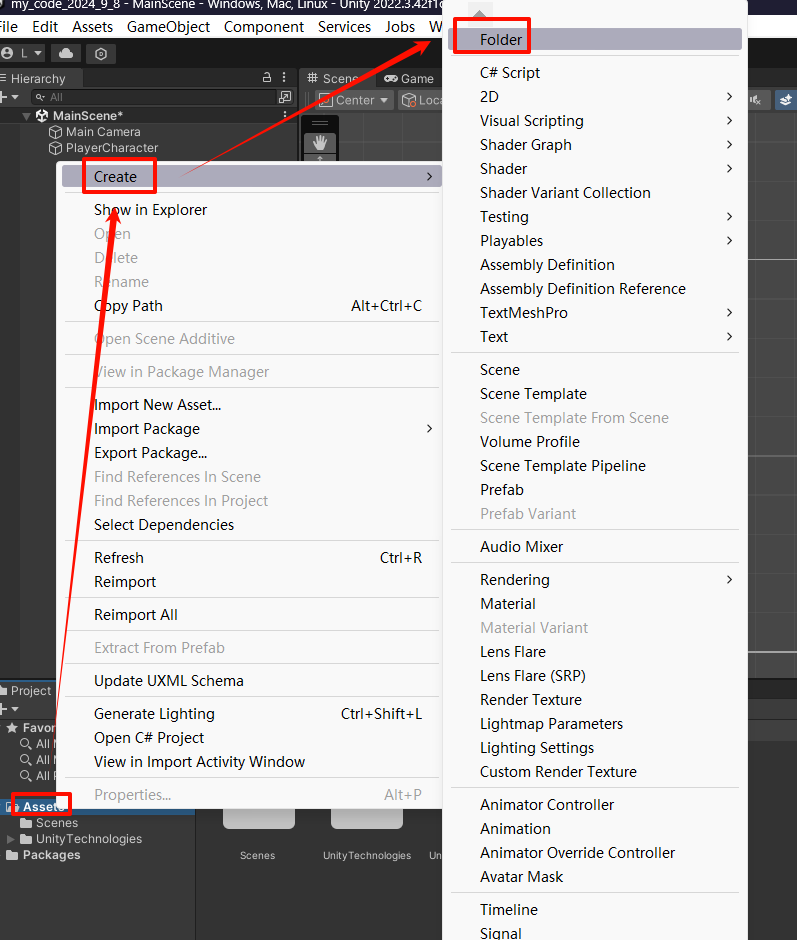 my_code_2024_9_8 - MainScene - Windows, Mac, Linux - Unity 2022.3.42f1c
File Edit Assets GameObject Component Services Jobs W
L
Hierarchy
All
Scene
Game
Center
Loca
MainScene*
Main Camera
PlayerCharacter
Create
Show in Explorer
Open
Delete
Rename
Copy Path Alt+Ctrl+C
Open Scene Additive
View in Package Manager
Import New Asset...
Import Package
Export Package...
Find References In Scene
Find References In Project
Select Dependencies
Refresh Ctrl+R
Reimport
Reimport All
Extract From Prefab
Update UXML Schema
Generate Lighting Ctrl+Shift+L
Open C# Project
View in Import Activity Window
Properties... Alt+P
Folder
C# Script
2D
Visual Scripting
Shader Graph
Shader
Shader Variant Collection
Testing
Playables
Assembly Definition
Assembly Definition Reference
TextMeshPro
Text
Scene
Scene Template
Scene Template From Scene
Volume Profile
Scene Template Pipeline
Prefab
Prefab Variant
Audio Mixer
Rendering
Material
Material Variant
Lens Flare
Lens Flare (SRP)
Render Texture
Lightmap Parameters
Lighting Settings
Custom Render Texture
Animator Controller
Animation
Animator Override Controller
Avatar Mask
Timeline
Signal
Project
Favor
All M
All
All P
Assets
Scenes
UnityTechnologies
Packages
Scenes
UnityTechnologies
Un